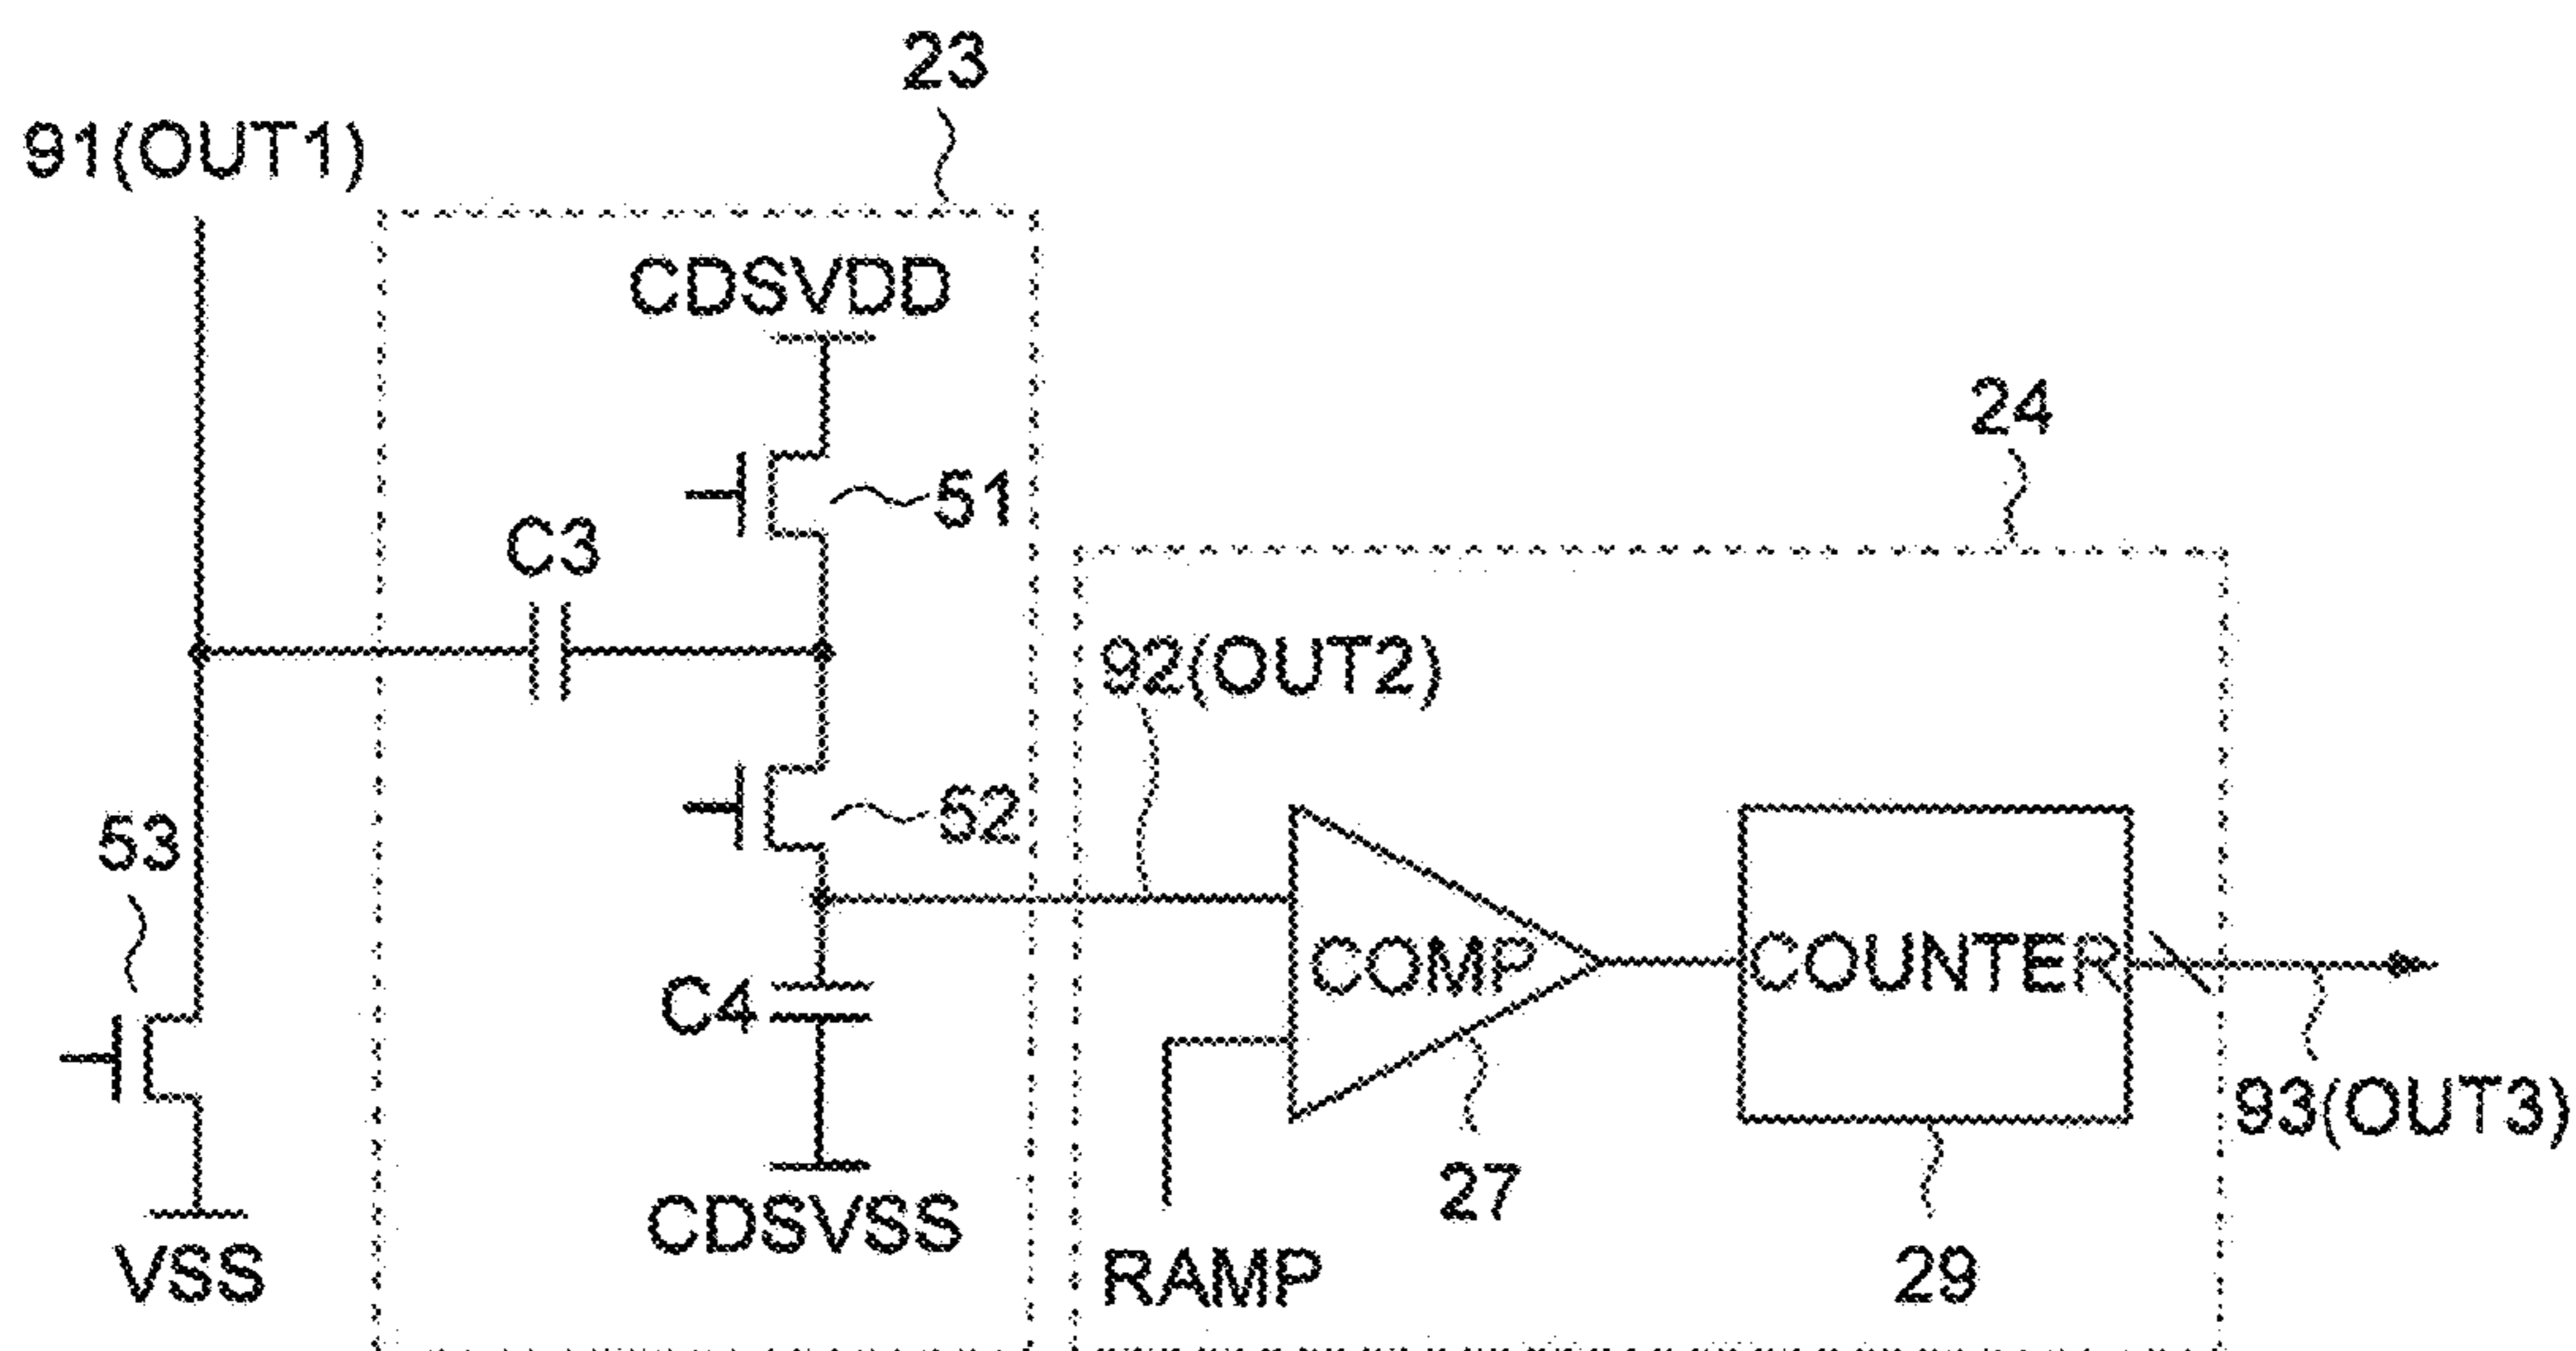 23
91(OUT1)
CDSVDD
24
51
C3
92(OUT2)
52
53
COMP
COUNTER
C4
93(OUT3)
27
CDSVSS
VSS
RAMP
29